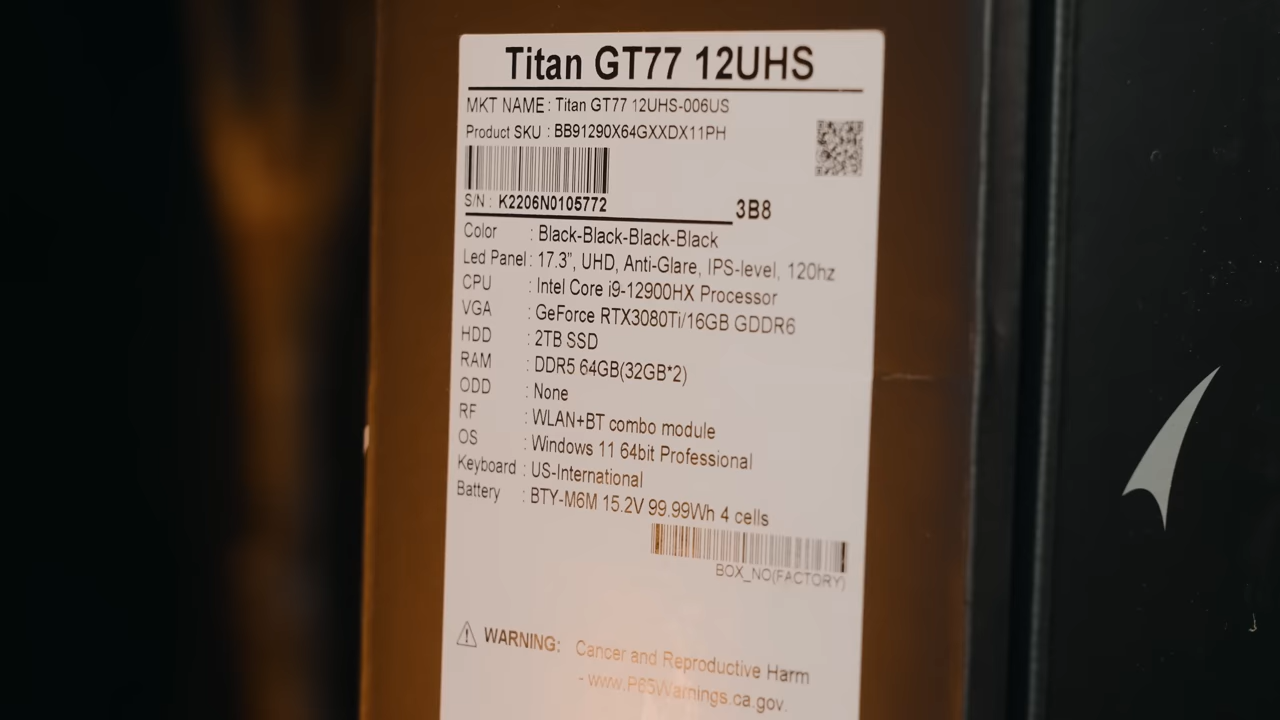 Titan GT77 12UHS
MKT NAME : Titan GT77 12UHS-006US
Product SKU : BB91290X64GXXDX11PH
S/N : K2206N0105772
3B8
Color : Black-Black-Black-Black
Led Panel : 17.3", UHD, Anti-Glare, IPS-level, 120hz
CPU : Intel Core i9-12900HX Processor
VGA : GeForce RTX3080Ti/16GB GDDR6
HDD : 2TB SSD
RAM : DDR5 64GB(32GB*2)
ODD : None
RF : WLAN+BT combo module
OS : Windows 11 64bit Professional
Keyboard : US-International
Battery : BTY-M6M 15.2V 99.99Wh 4 cells
BOX_NO(FACTORY)
WARNING: Cancer and Reproductive Harm
- www.P65Warnings.ca.gov.